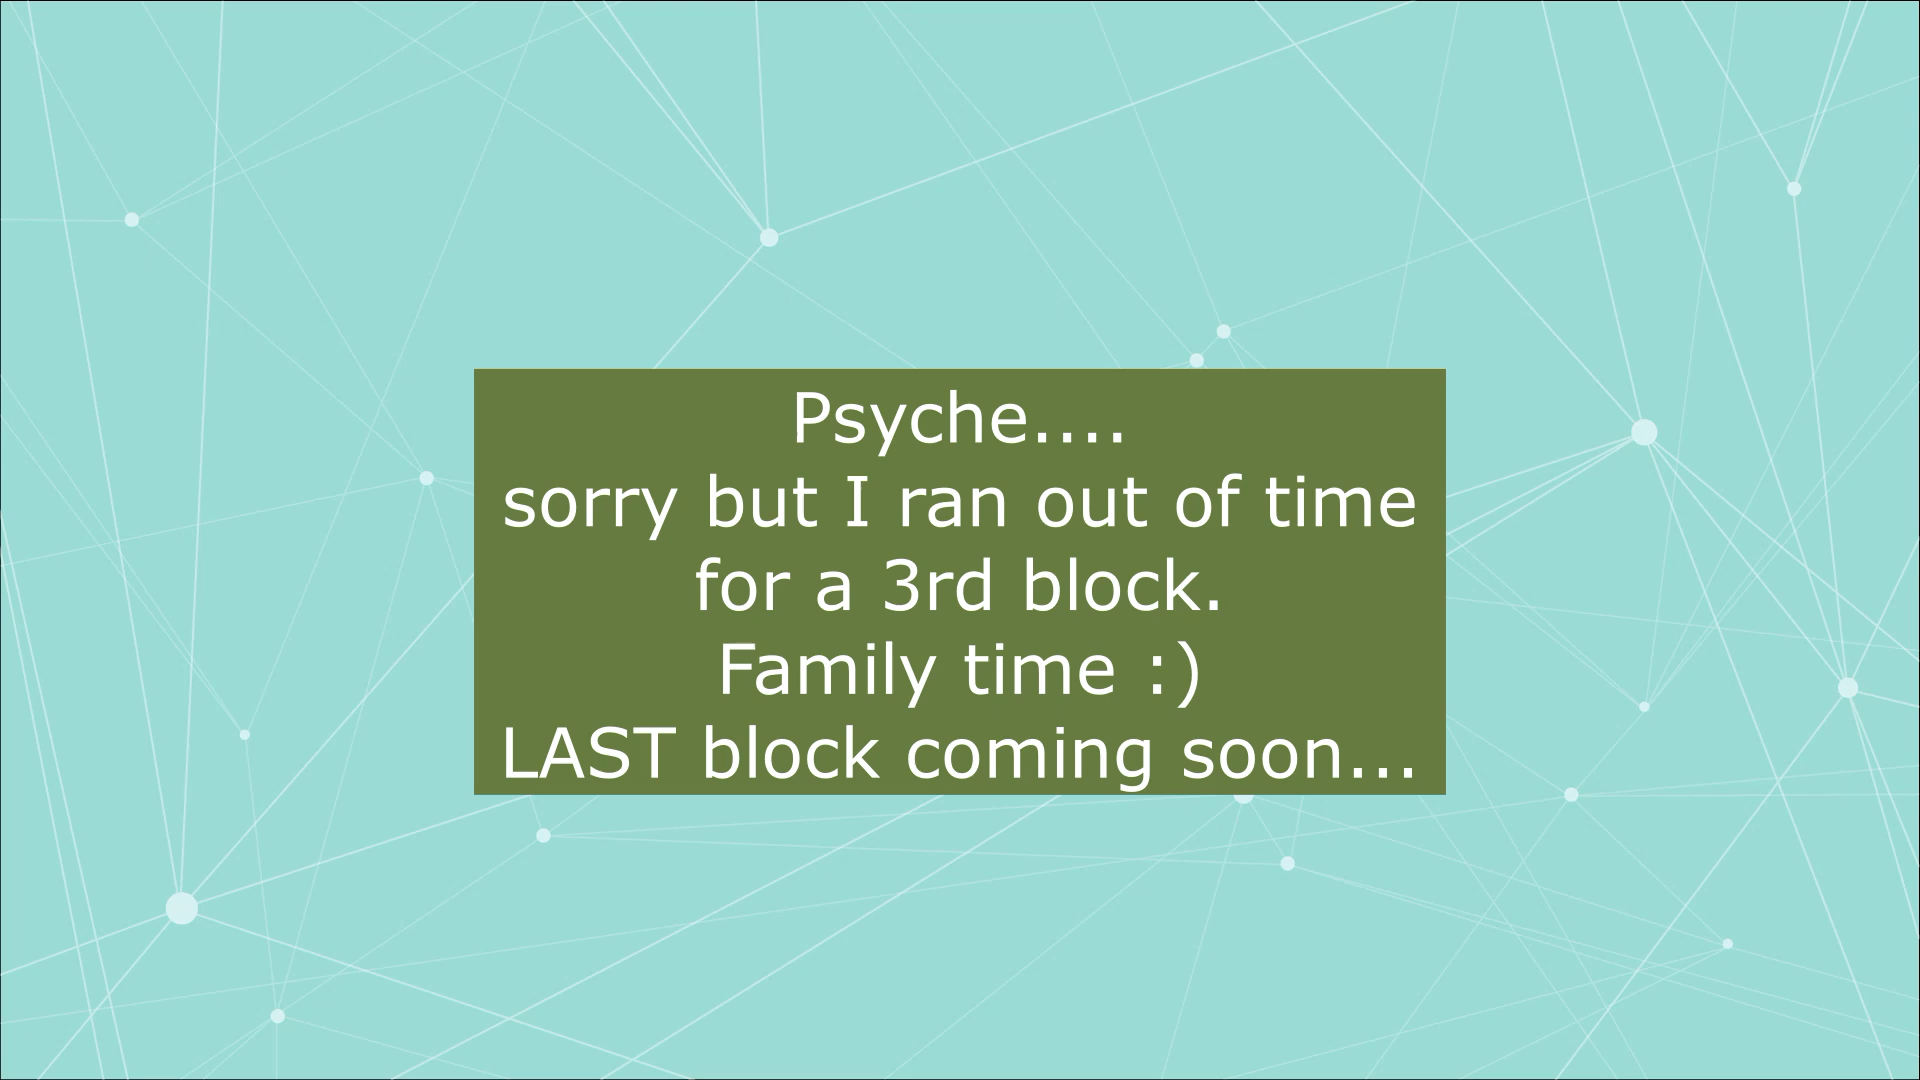 Psyche....
sorry but I ran out of time
for a 3rd block.
Family time :)
LAST block coming soon...